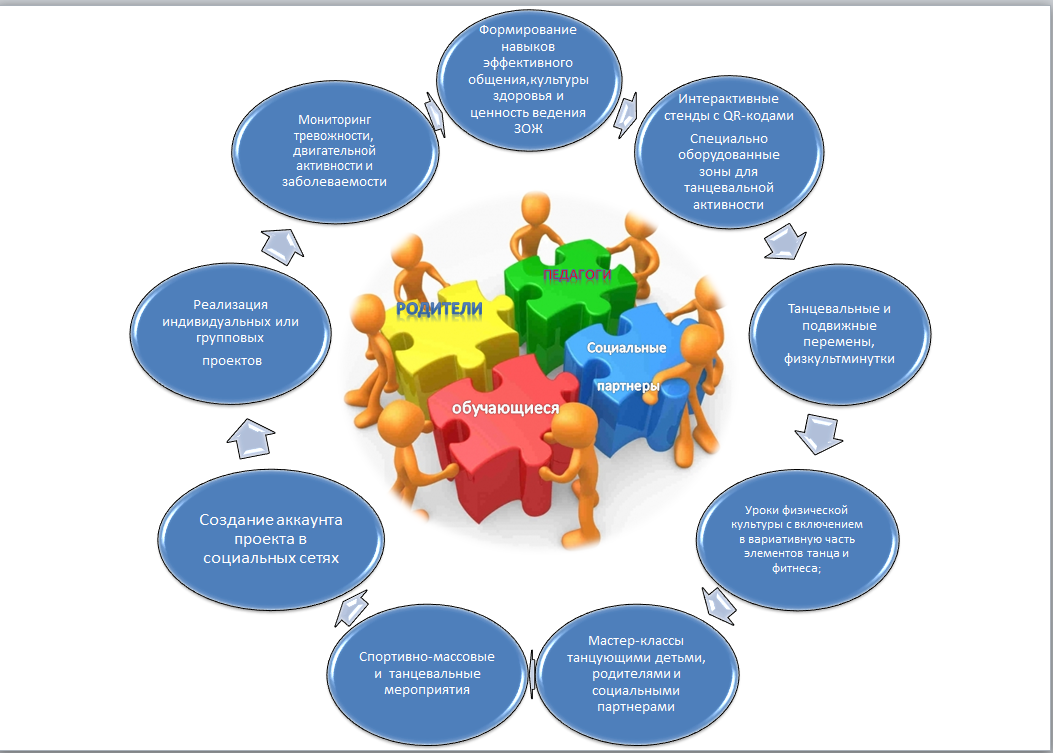 Формирование
навыков
эффективного
общения,культуры
здоровья и
ценность ведения
ЗОЖ
Интерактивные
стенды с QR-кодами
Специально
оборудованные
зоны для
танцевальной
активности
Танцевальные и
подвижные
перемены,
физкультминутки
Уроки физической
культуры с включением
в вариативную часть
элементов танца и
фитнеса;
Мастер-классы
танцующими детьми,
родителями и
социальными
партнерами
Спортивно-массовые
и танцевальные
мероприятия
Создание аккаунта
проекта в
социальных сетях
Реализация
индивидуальных или
групповых
проектов
Мониторинг
тревожности,
двигательной
активности и
заболеваемости
ПЕДАГОГИ
РОДИТЕЛИ
Социальные
партнеры
обучающиеся